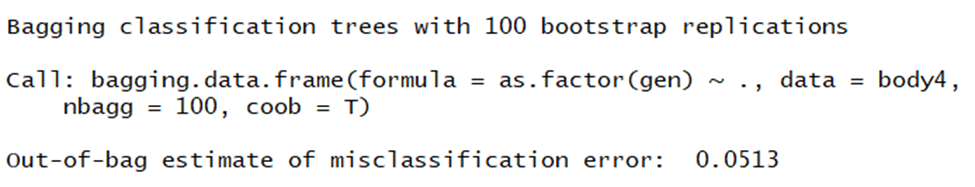 Bagging classification trees with 100 bootstrap replications
Call: bagging.data.frame(formula = as.factor(gen) ~ ., data = body4,
nbagg = 100, coob = T)
Out-of-bag estimate of misclassification error:  0.0513